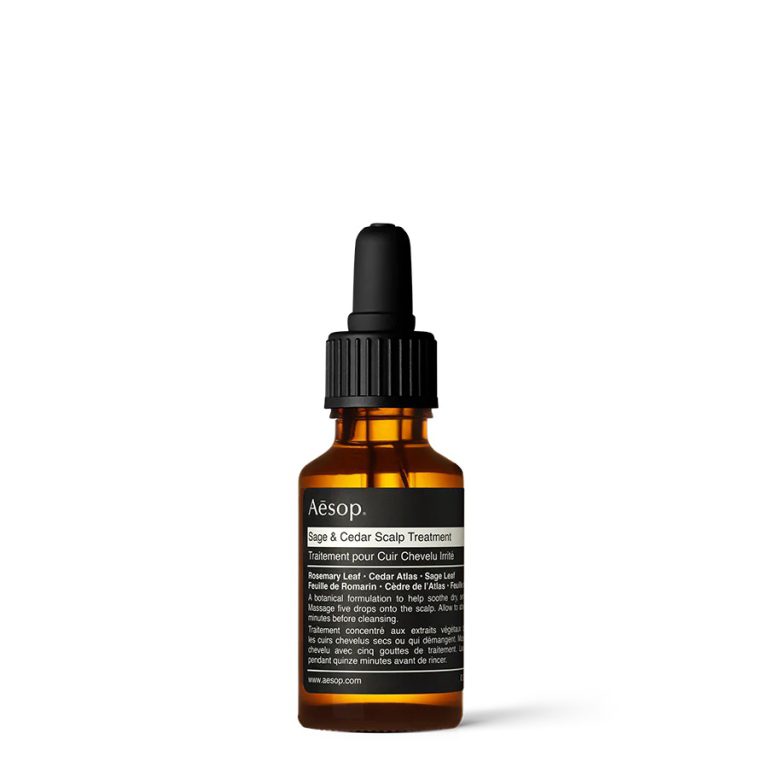 Aēsop®
Sage & Cedar Scalp Treatment
Traitement pour Cuir Chevelu Irrité
Rosemary Leaf · Cedar Atlas · Sage Leaf
Feuille de Romarin · Cèdre de l'Atlas ·
A botanical formulation to help soothe dry,
Massage five drops onto the scalp. Allow to
minutes before cleansing.
Traitement concentré aux extraits végétaux
les cuirs chevelus secs ou qui démangent.
chevelu avec cinq gouttes de traitement.
pendant quinze minutes avant de rincer.
www.aesop.com